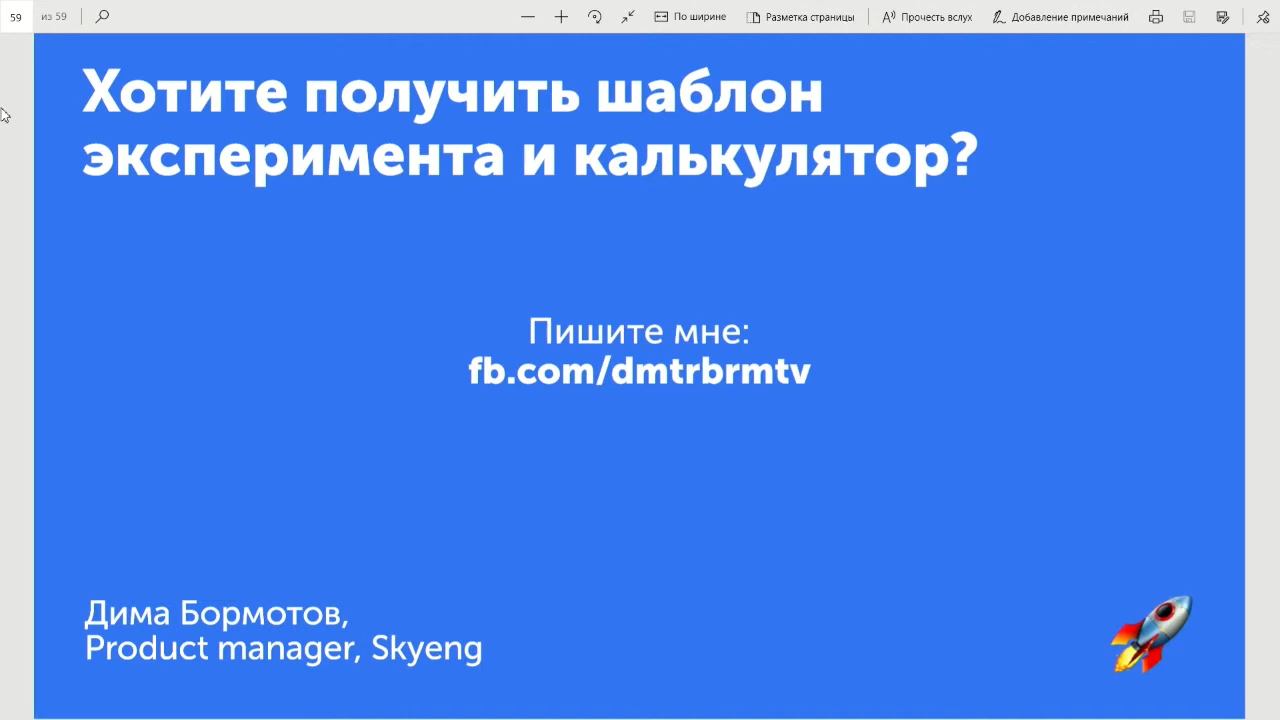 59 из 59 По ширине Разметка страницы Прочесть вслух Добавление примечаний
Хотите получить шаблон
эксперимента и калькулятор?
Пишите мне:
fb.com/dmtrbrmtv
Дима Бормотов,
Product manager, Skyeng